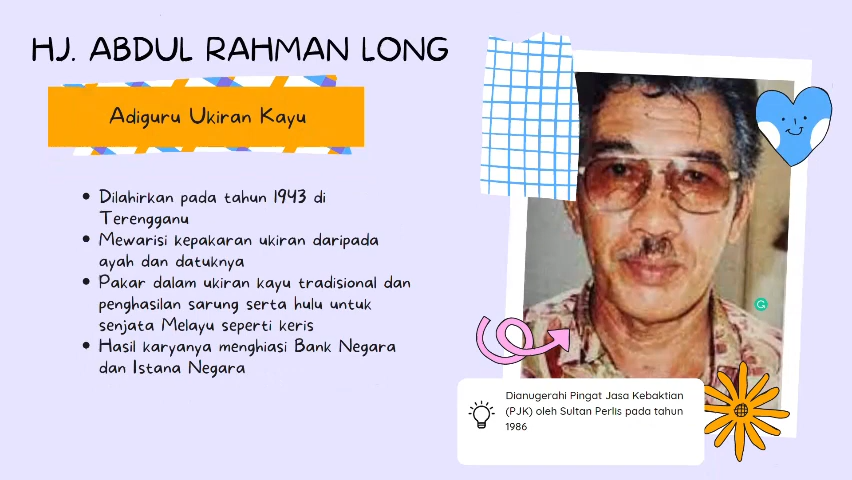 HJ. ABDUL RAHMAN LONG
Adiguru Ukiran Kayu
• Dilahirkan pada tahun 1943 di
Terengganu
• Mewarisi kepakaran ukiran daripada
ayah dan datuknya
• Pakar dalam ukiran kayu tradisional dan
penghasilan sarung serta hulu untuk
senjata Melayu seperti keris
• Hasil karyanya menghiasi Bank Negara
dan Istana Negara
Dianugerahi Pingat Jasa Kebaktian
(PJK) oleh Sultan Perlis pada tahun
1986